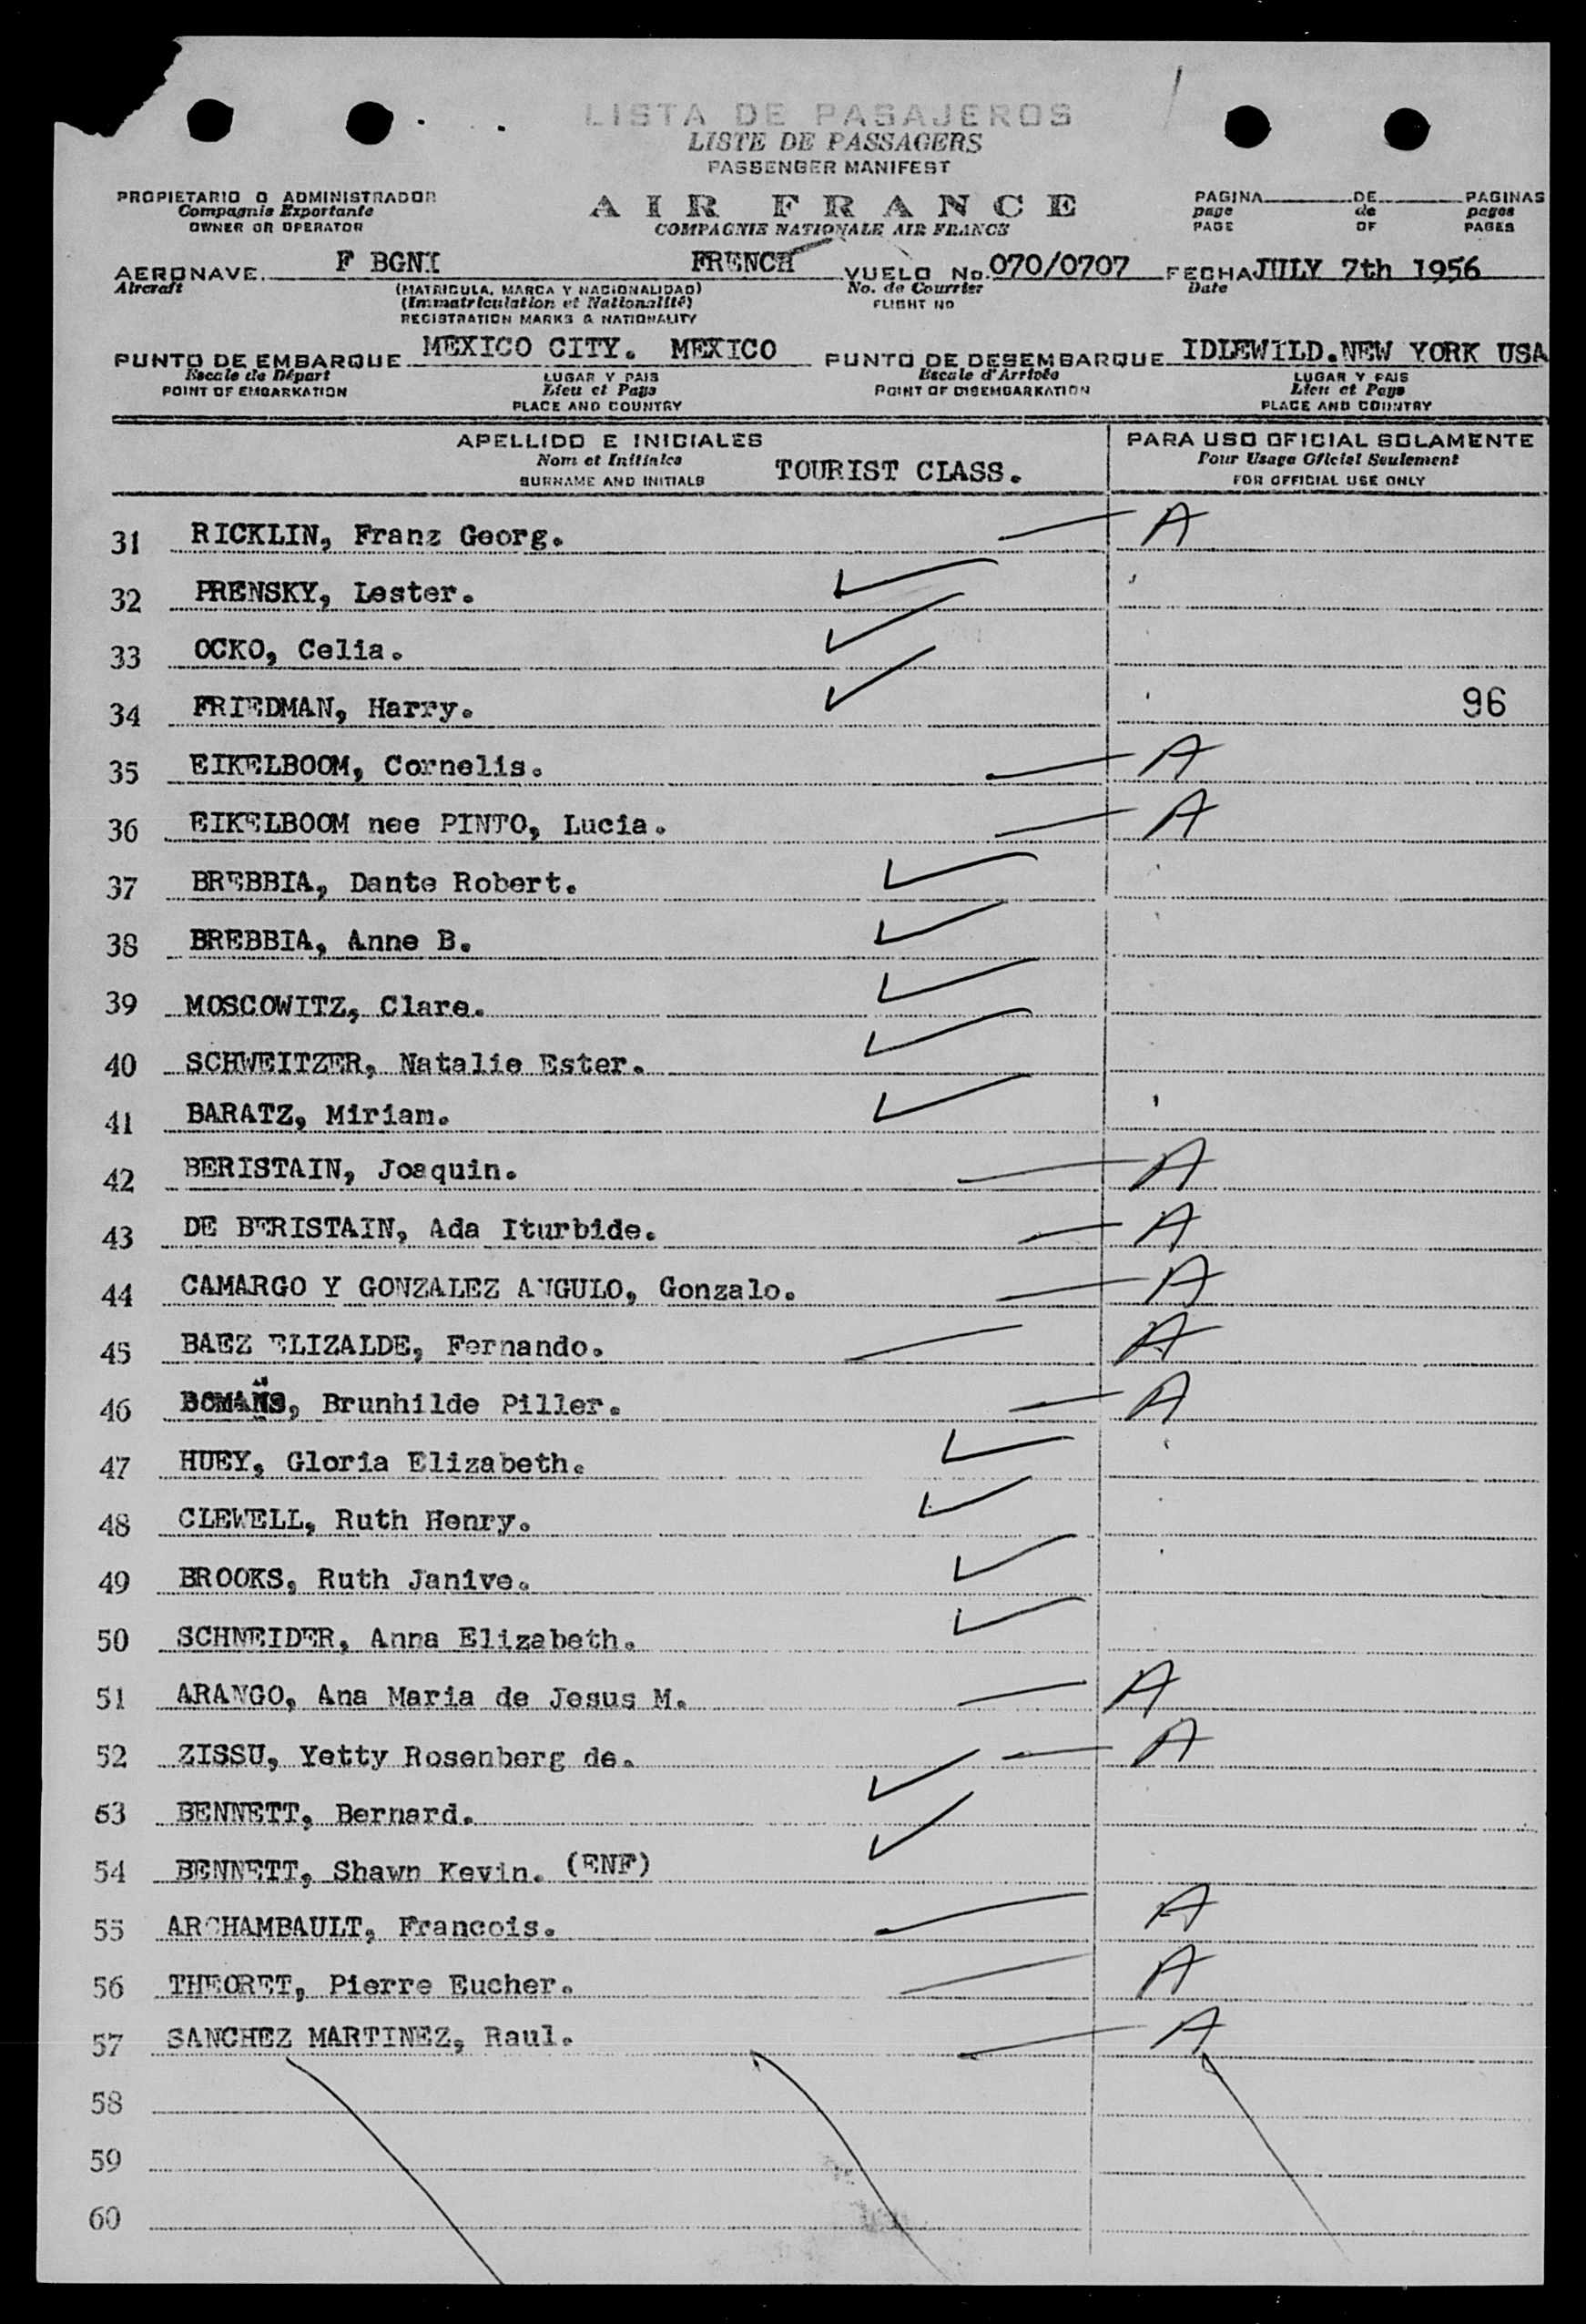 LISTA DE PASAJEROS
LISTE DE PASSAGERS
PASSENGER MANIFEST
PROPIETARIO O ADMINISTRADOR
Compagnie Exportante
OWNER OR OPERATOR
AIR FRANCE
COMPAGNIE NATIONALE AIR FRANCE
PAGINA DE PAGINAS
page de pages
PAGE OF PAGES
AERONAVE F BGNI FRENCH VUELO No. 070/0707 FECHA JULY 7th 1956
Aircraft (MATRICULA, MARCA Y NACIONALIDAD) No. de Courrier Date
(Immatriculation et Nationalité) FLIGHT NO
REGISTRATION MARKS & NATIONALITY
PUNTO DE EMBARQUE MEXICO CITY. MEXICO PUNTO DE DESEMBARQUE IDLEWILD.NEW YORK USA
Escale de Départ LUGAR Y PAIS Escale d'Arrivée LUGAR Y PAIS
POINT OF EMBARKATION Lieu et Pays POINT OF DISEMBARKATION Lieu et Pays
PLACE AND COUNTRY PLACE AND COUNTRY
APELLIDO E INICIALES PARA USO OFICIAL SOLAMENTE
Nom et Initiales TOURIST CLASS. Pour Usage Oficiel Seulement
SURNAME AND INITIALS FOR OFFICIAL USE ONLY
31 RICKLIN, Franz Georg. A
32 PRENSKY, Lester.
33 OCKO, Celia.
34 FRIEDMAN, Harry. 96
35 EIKELBOOM, Cornelis. A
36 EIKELBOOM nee PINTO, Lucia. A
37 BREBBIA, Dante Robert.
38 BREBBIA, Anne B.
39 MOSCOWITZ, Clare.
40 SCHWEITZER, Natalie Ester.
41 BARATZ, Miriam.
42 BERISTAIN, Joaquin. A
43 DE BERISTAIN, Ada Iturbide. A
44 CAMARGO Y GONZALEZ ANGULO, Gonzalo. A
45 BAEZ ELIZALDE, Fernando. A
46 Brunhilde Piller. A
47 HUEY, Gloria Elizabeth.
48 CLEWELL, Ruth Henry.
49 BROOKS, Ruth Janive.
50 SCHNEIDER, Anna Elizabeth.
51 ARANGO, Ana Maria de Jesus M. A
52 ZISSU, Yetty Rosenberg de. A
53 BENNETT, Bernard.
54 BENNETT, Shawn Kevin. (ENF)
55 ARCHAMBAULT, Francois. A
56 THEORET, Pierre Eucher. A
57 SANCHEZ MARTINEZ, Raul. A
58
59
60